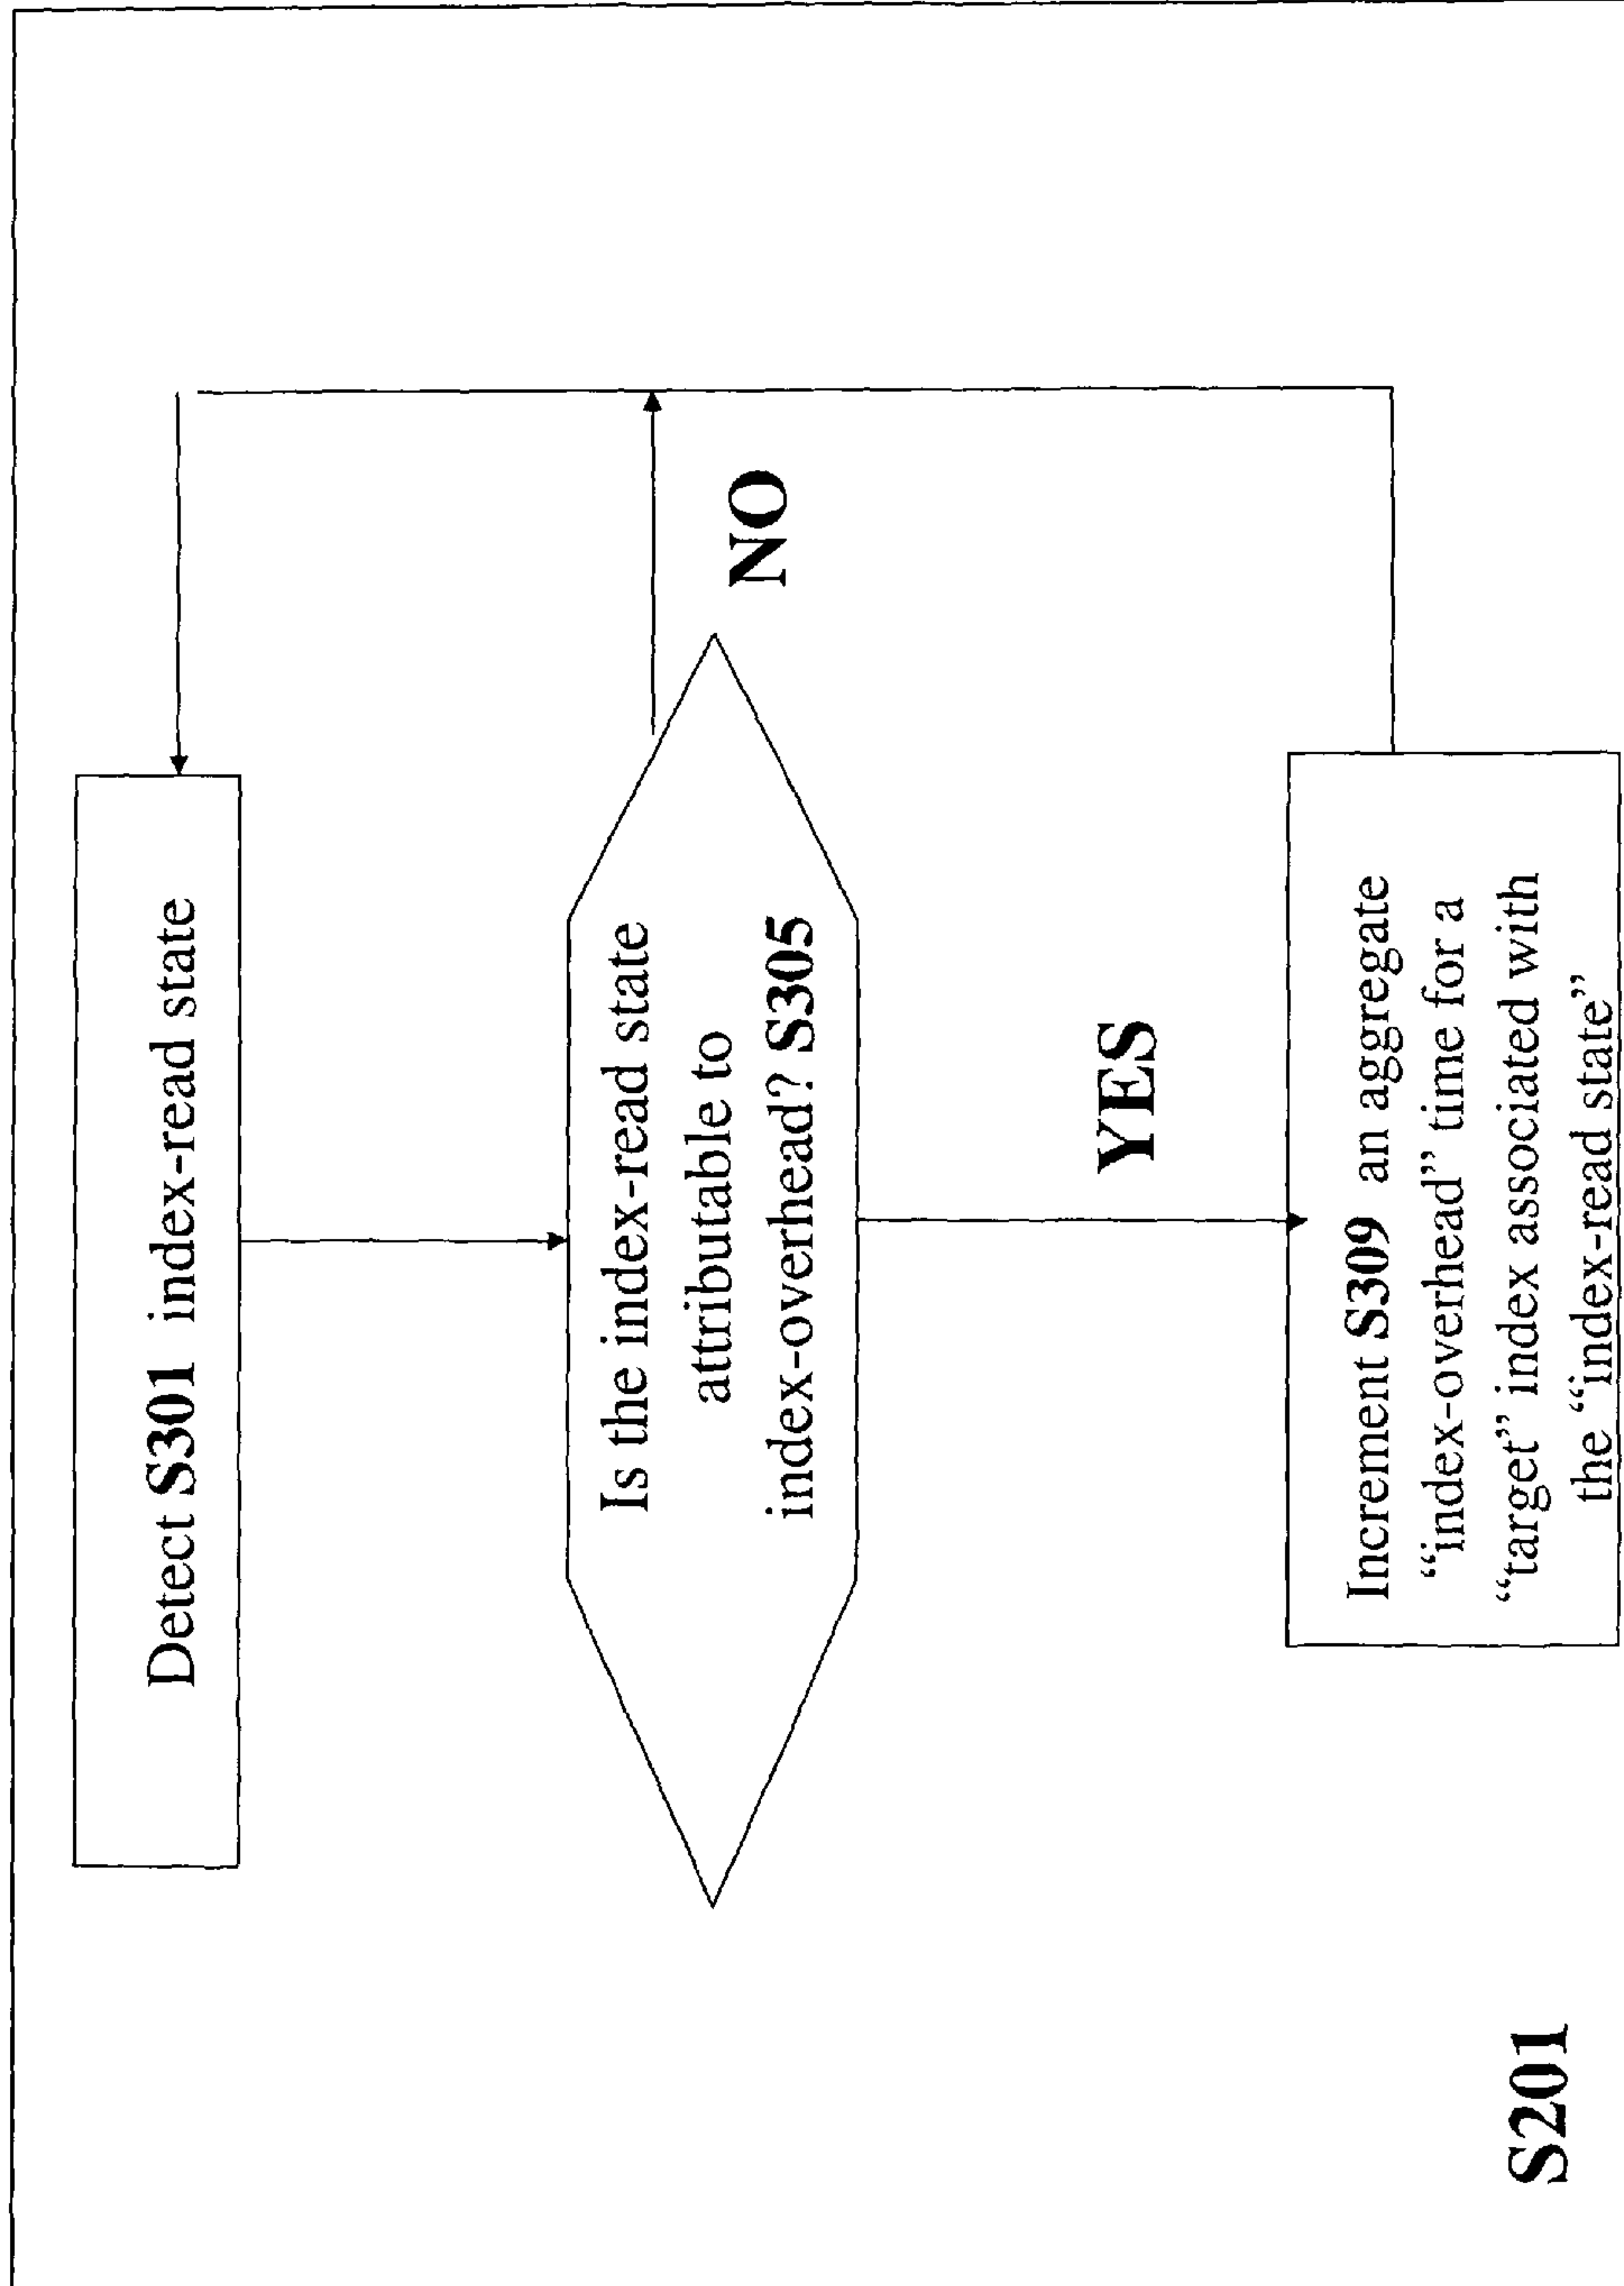 Detect S301 index-read state
Is the index-read state
attributable to
index-overhead? S305
NO
YES
Increment S309 an aggregate
“index-overhead” time for a
“target” index associated with
the “index-read state”
S201